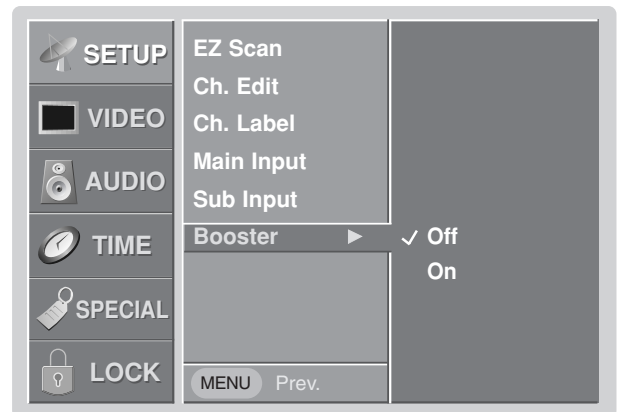 SETUP
VIDEO
AUDIO
TIME
SPECIAL
LOCK
EZ Scan
Ch. Edit
Ch. Label
Main Input
Sub Input
Booster ►
MENU Prev.
✓ Off
On